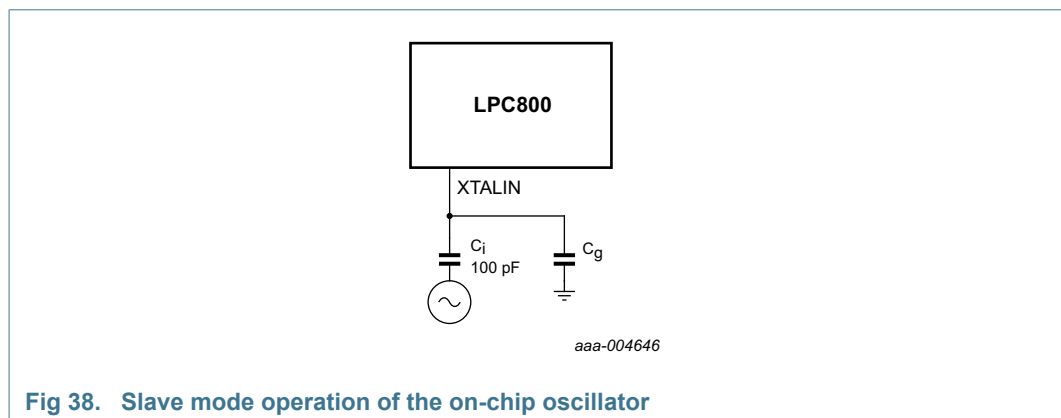 LPC800
XTALIN
Ci
100 pF
Cg
aaa-004646
Fig 38. Slave mode operation of the on-chip oscillator